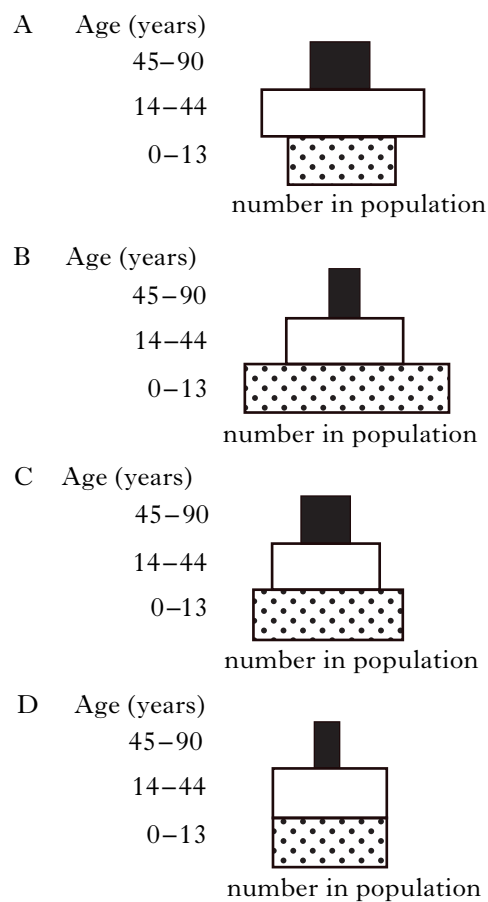 A Age (years)
45–90
14–44
0–13
number in population
B Age (years)
45–90
14–44
0–13
number in population
C Age (years)
45–90
14–44
0–13
number in population
D Age (years)
45–90
14–44
0–13
number in population